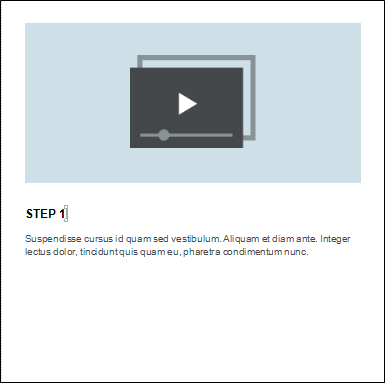 STEP 1
Suspendisse cursus id quam sed vestibulum. Aliquam et diam ante. Integer
lectus dolor, tincidunt quis quam eu, pharetra condimentum nunc.